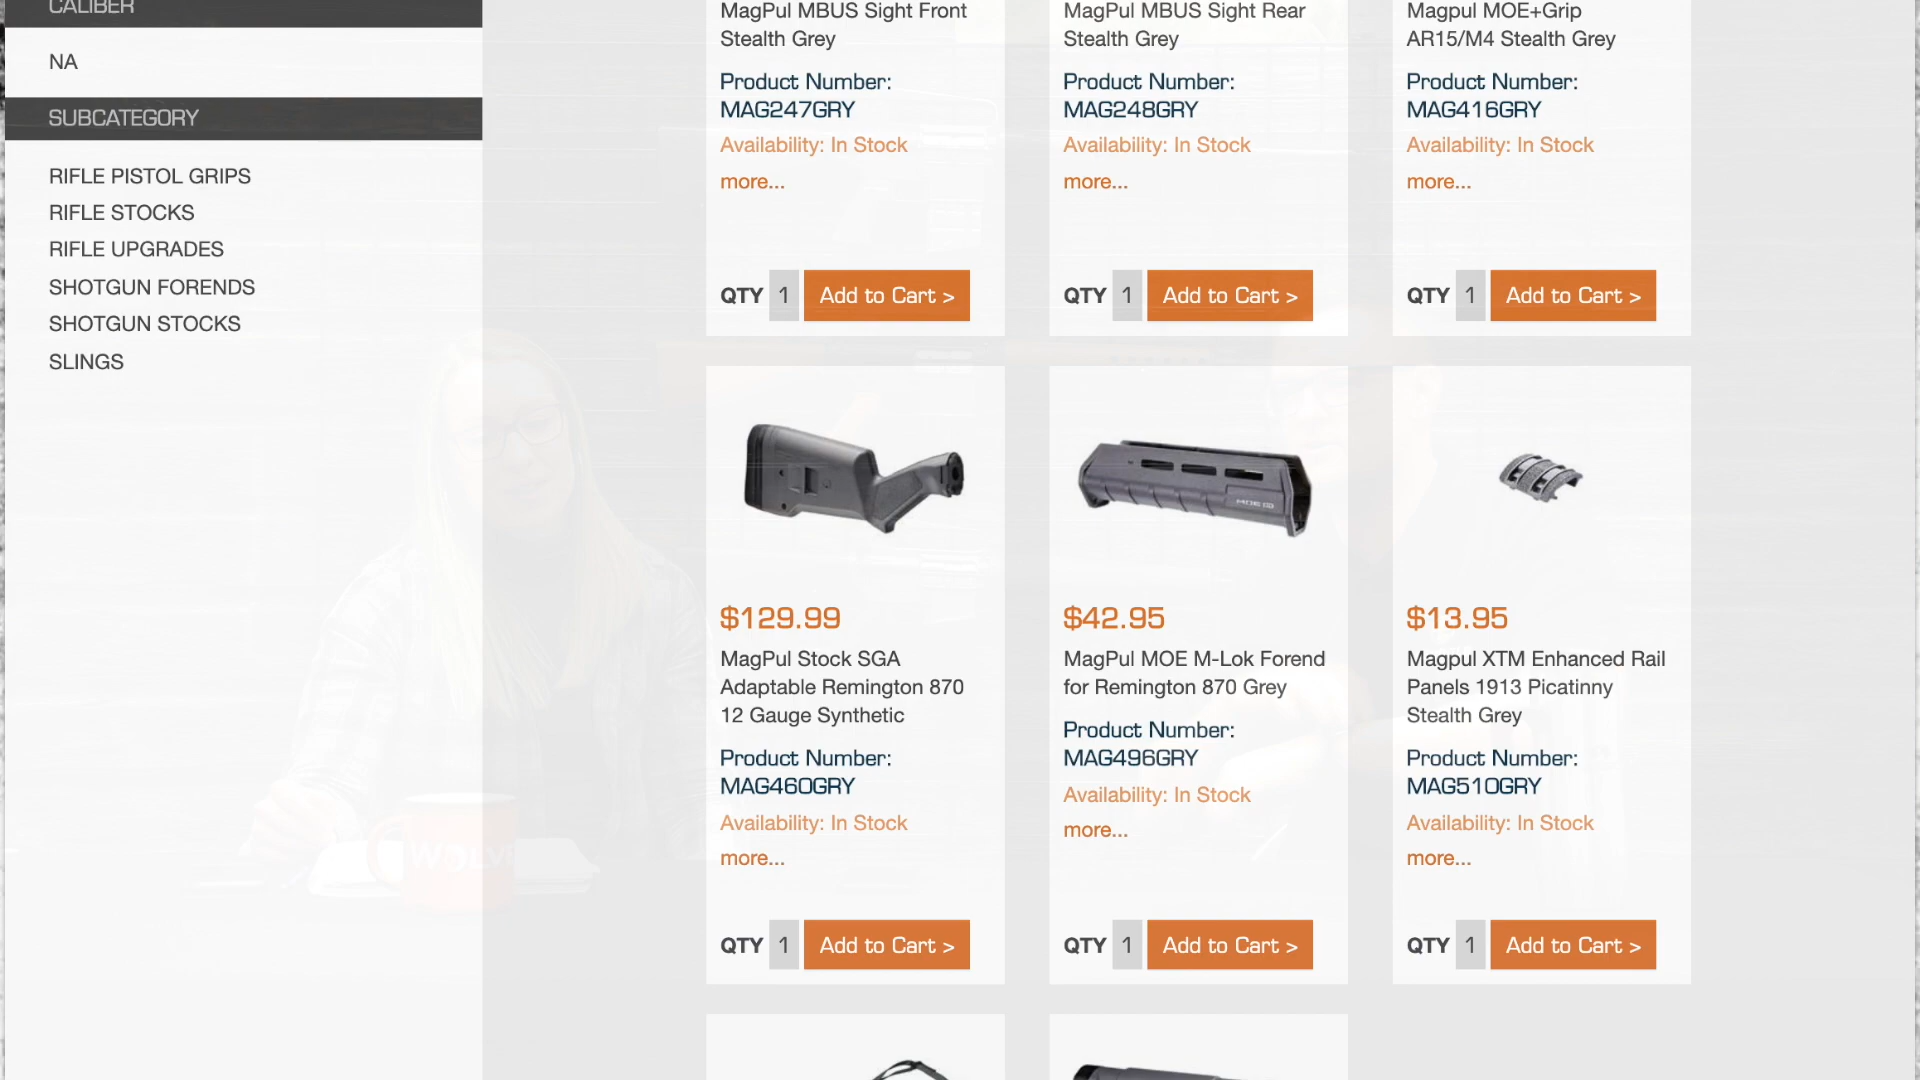 CALIBER
NA
SUBCATEGORY
RIFLE PISTOL GRIPS
RIFLE STOCKS
RIFLE UPGRADES
SHOTGUN FORENDS
SHOTGUN STOCKS
SLINGS
MagPul MBUS Sight Front
Stealth Grey
Product Number:
MAG247GRY
Availability: In Stock
more...
QTY 1 Add to Cart >
MagPul MBUS Sight Rear
Stealth Grey
Product Number:
MAG248GRY
Availability: In Stock
more...
QTY 1 Add to Cart >
Magpul MOE+Grip
AR15/M4 Stealth Grey
Product Number:
MAG416GRY
Availability: In Stock
more...
QTY 1 Add to Cart >
$129.99
MagPul Stock SGA
Adaptable Remington 870
12 Gauge Synthetic
Product Number:
MAG460GRY
Availability: In Stock
more...
QTY 1 Add to Cart >
MOE
$42.95
MagPul MOE M-Lok Forend
for Remington 870 Grey
Product Number:
MAG496GRY
Availability: In Stock
more...
QTY 1 Add to Cart >
$13.95
Magpul XTM Enhanced Rail
Panels 1913 Picatinny
Stealth Grey
Product Number:
MAG510GRY
Availability: In Stock
more...
QTY 1 Add to Cart >